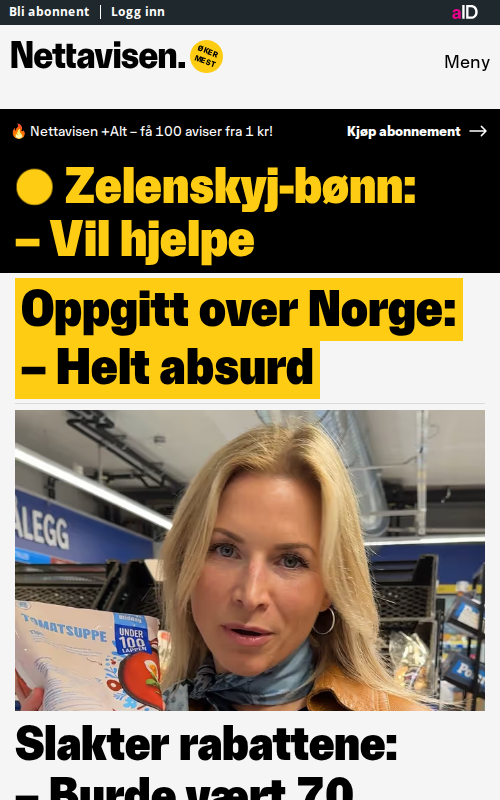 Bli abonnent | Logg inn
aID
Nettavisen.
ØKER
MEST
Meny
🔥 Nettavisen +Alt – få 100 aviser fra 1 kr!
Kjøp abonnement →
Zelenskyj-bønn:
– Vil hjelpe
Oppgitt over Norge:
– Helt absurd
ALEGG
TOMATSUPPE
UNDER
100
LAPPEN
Slakter rabattene:
– Burde vært 70